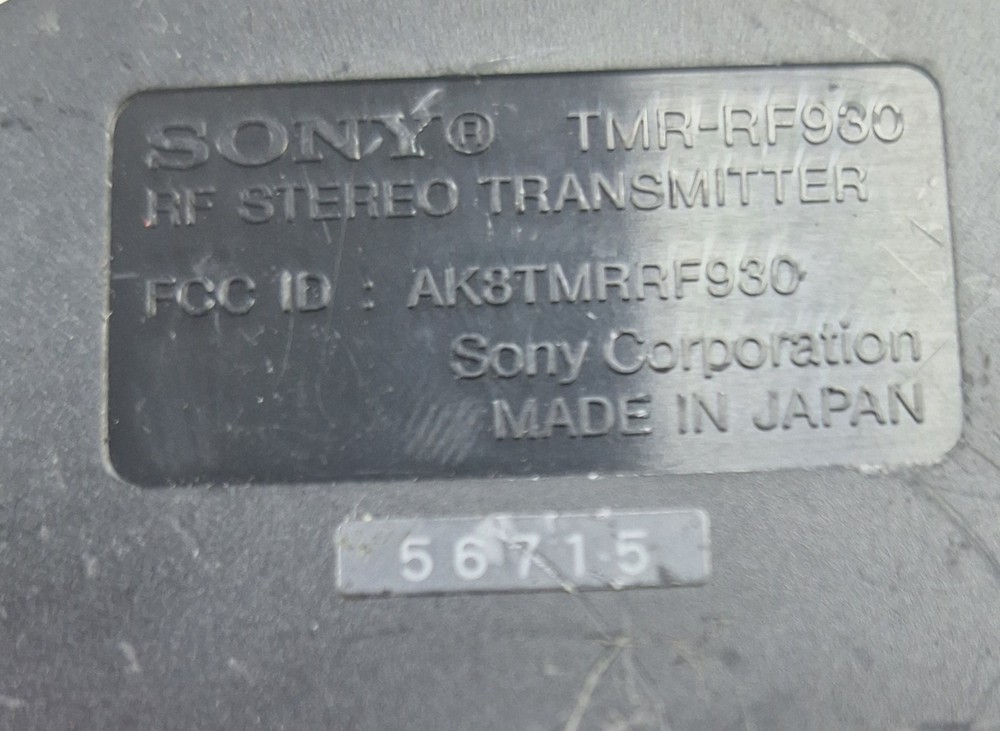 SONY® TMR-RF930
RF STEREO TRANSMITTER
FCC ID : AK8TMRRF930
Sony Corporation
MADE IN JAPAN
56715